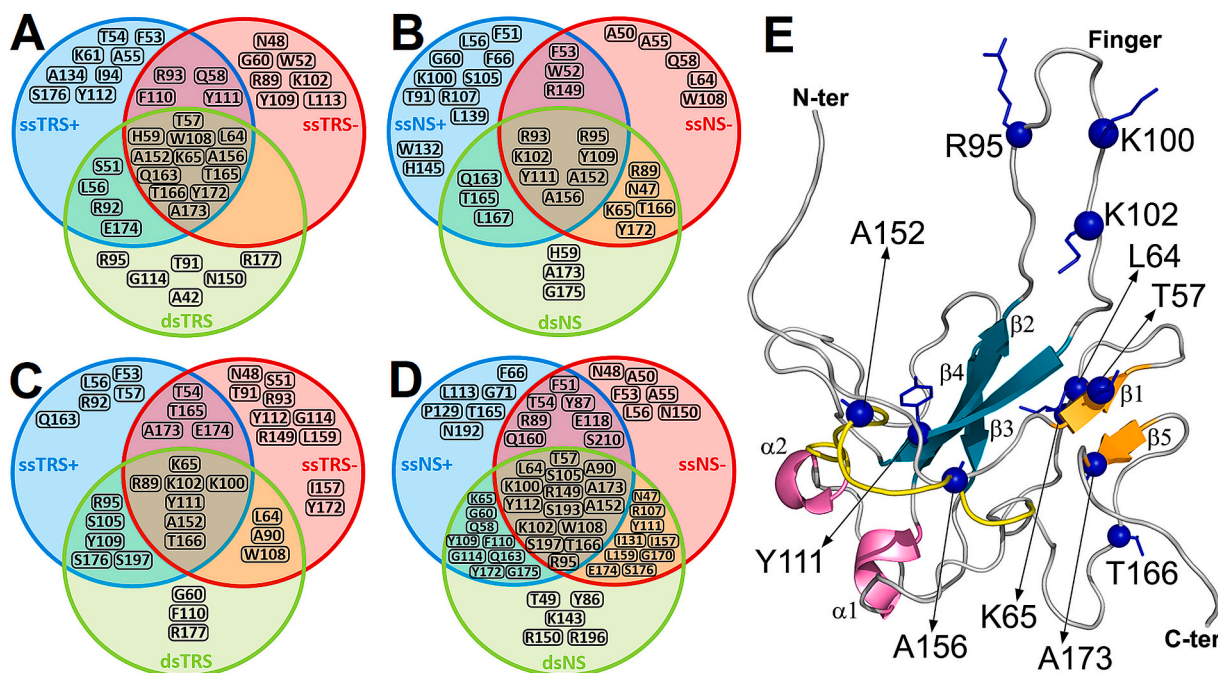 A
T54 F53
K61 A55
A134 I94
S176 Y112
ssTRS+
R93 Q58
F110 Y111
N48
G60 W52
R89 K102
Y109 L113
ssTRS-
T57
H59 W108 L64
A152 K65 A156
Q163 T165
T166 Y172
A173
S51
L56
R92
E174
R95 T91 R177
G114 N150
A42
dsTRS
B
L56 F51
G60 F66
K100 S105
T91 R107
L139
ssNS+
W132
H145
F53
W52
R149
A50 A55
Q58
L64
W108
ssNS-
R93 R95
K102 Y109
Y111 A152
A156
Q163
T165
L167
R89
N47
K65 T166
Y172
H59
A173
G175
dsNS
C
L56 F53
R92 T57
Q163
ssTRS+
T54
T165
A173 E174
N48 S51
T91 R93
Y112 G114
R149 L159
ssTRS-
I157
Y172
K65
R89 K102 K100
Y111
A152
T166
R95
S105
Y109
S176 S197
L64
A90
W108
G60
F110
R177
dsTRS
D
F66
L113 G71
P129 T165
N192
ssNS+
F51
T54 Y87
R89 E118
Q160 S210
N48 A50
F53 A55
L56 N150
ssNS-
T57
L64 S105 A90
K100 R149 A173
Y112 S193 A152
K102 W108
S197 T166
R95
K65
G60
Q58
Y109 F110
G114 Q163
Y172 G175
N47
R107
Y111
I131 I157
L159 G170
E174 S176
T49 Y86
K143
R150 R196
dsNS
E
Finger
N-ter
R95
K100
K102
A152
L64
T57
β2
β4
β1
β3
β5
α2
Y111
T166
α1
K65
C-ter
A156
A173